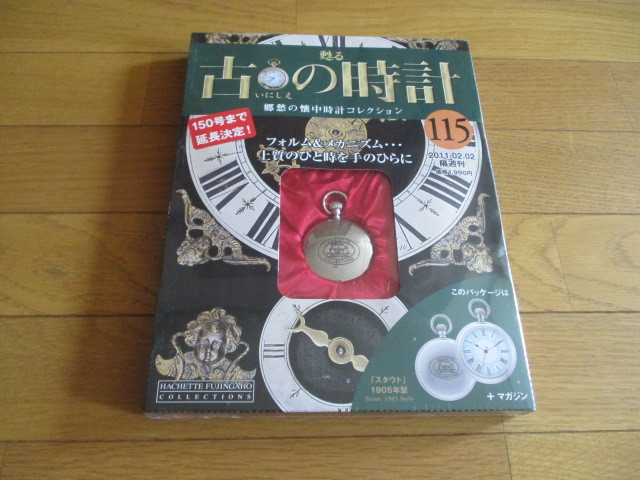 甦る
古の時計
いにしえ
郷愁の懐中時計コレクション
150号まで
延長決定！
115
2011.02.02
隔週刊
フォルム&メカニズム・・・
上質のひと時を手のひらに
このパッケージは
「スタウト」
1905年型
Stout, 1905 Style
+ マガジン
HACHETTE FUJINGAHO
COLLECTIONS